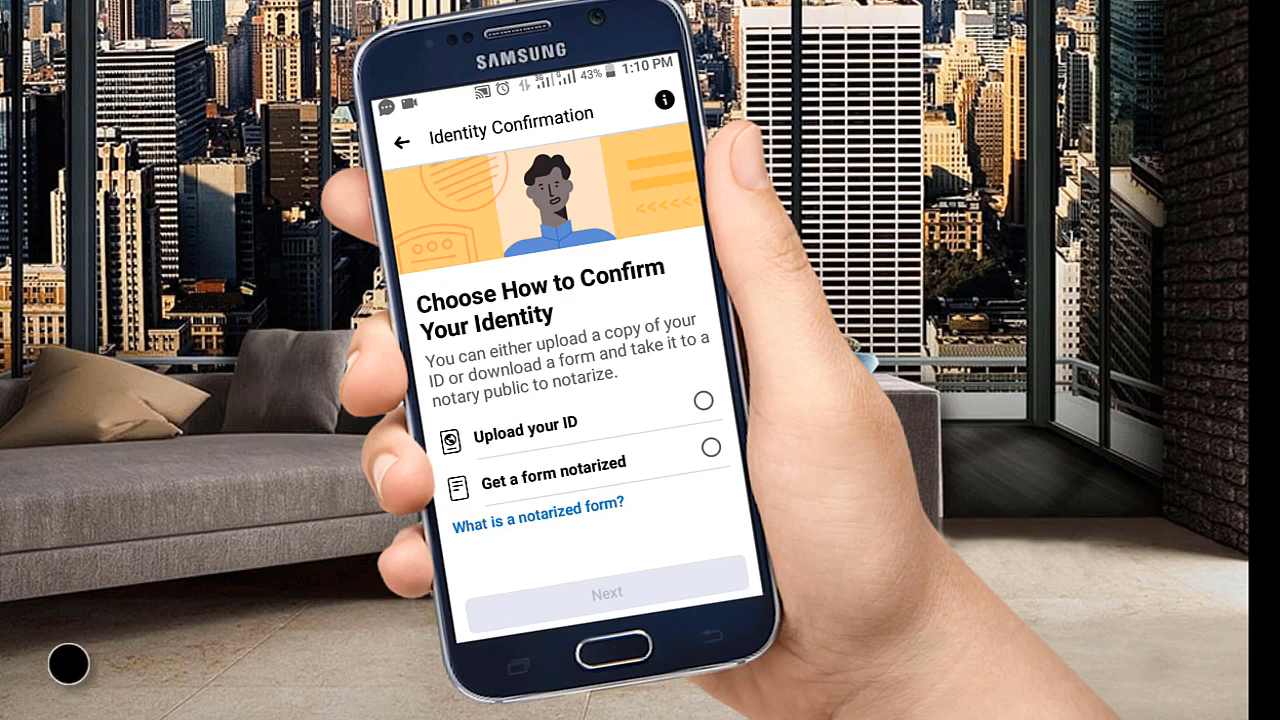 SAMSUNG
3G G 43% 1:10 PM
Identity Confirmation
Choose How to Confirm
Your Identity
You can either upload a copy of your
ID or download a form and take it to a
notary public to notarize.
Upload your ID
Get a form notarized
What is a notarized form?
Next